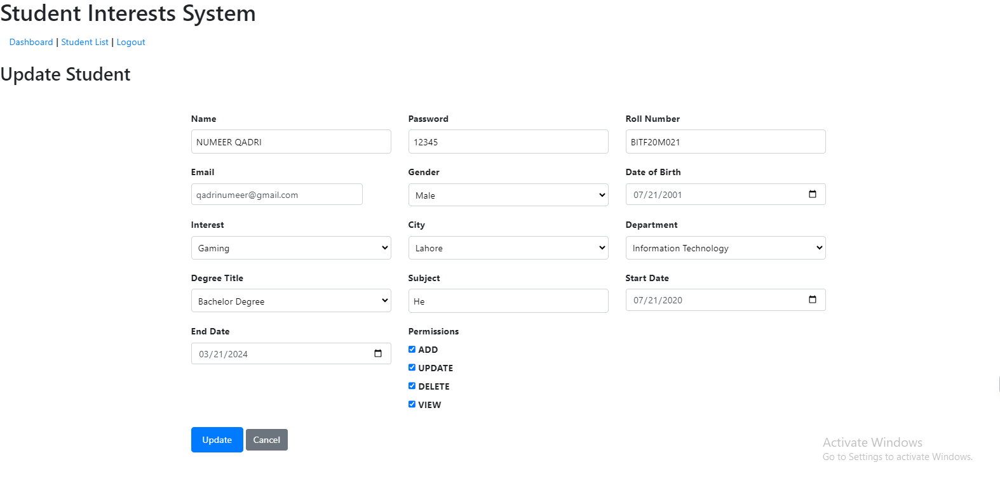 Student Interests System
Dashboard | Student List | Logout
Update Student
Name Password Roll Number
NUMEER QADRI 12345 BITF20M021
Email Gender Date of Birth
qadrinumeer@gmail.com Male 07/21/2001
Interest City Department
Gaming Lahore Information Technology
Degree Title Subject Start Date
Bachelor Degree He 07/21/2020
End Date Permissions
03/21/2024 ADD
UPDATE
DELETE
VIEW
Update Cancel
Activate Windows
Go to Settings to activate Windows.